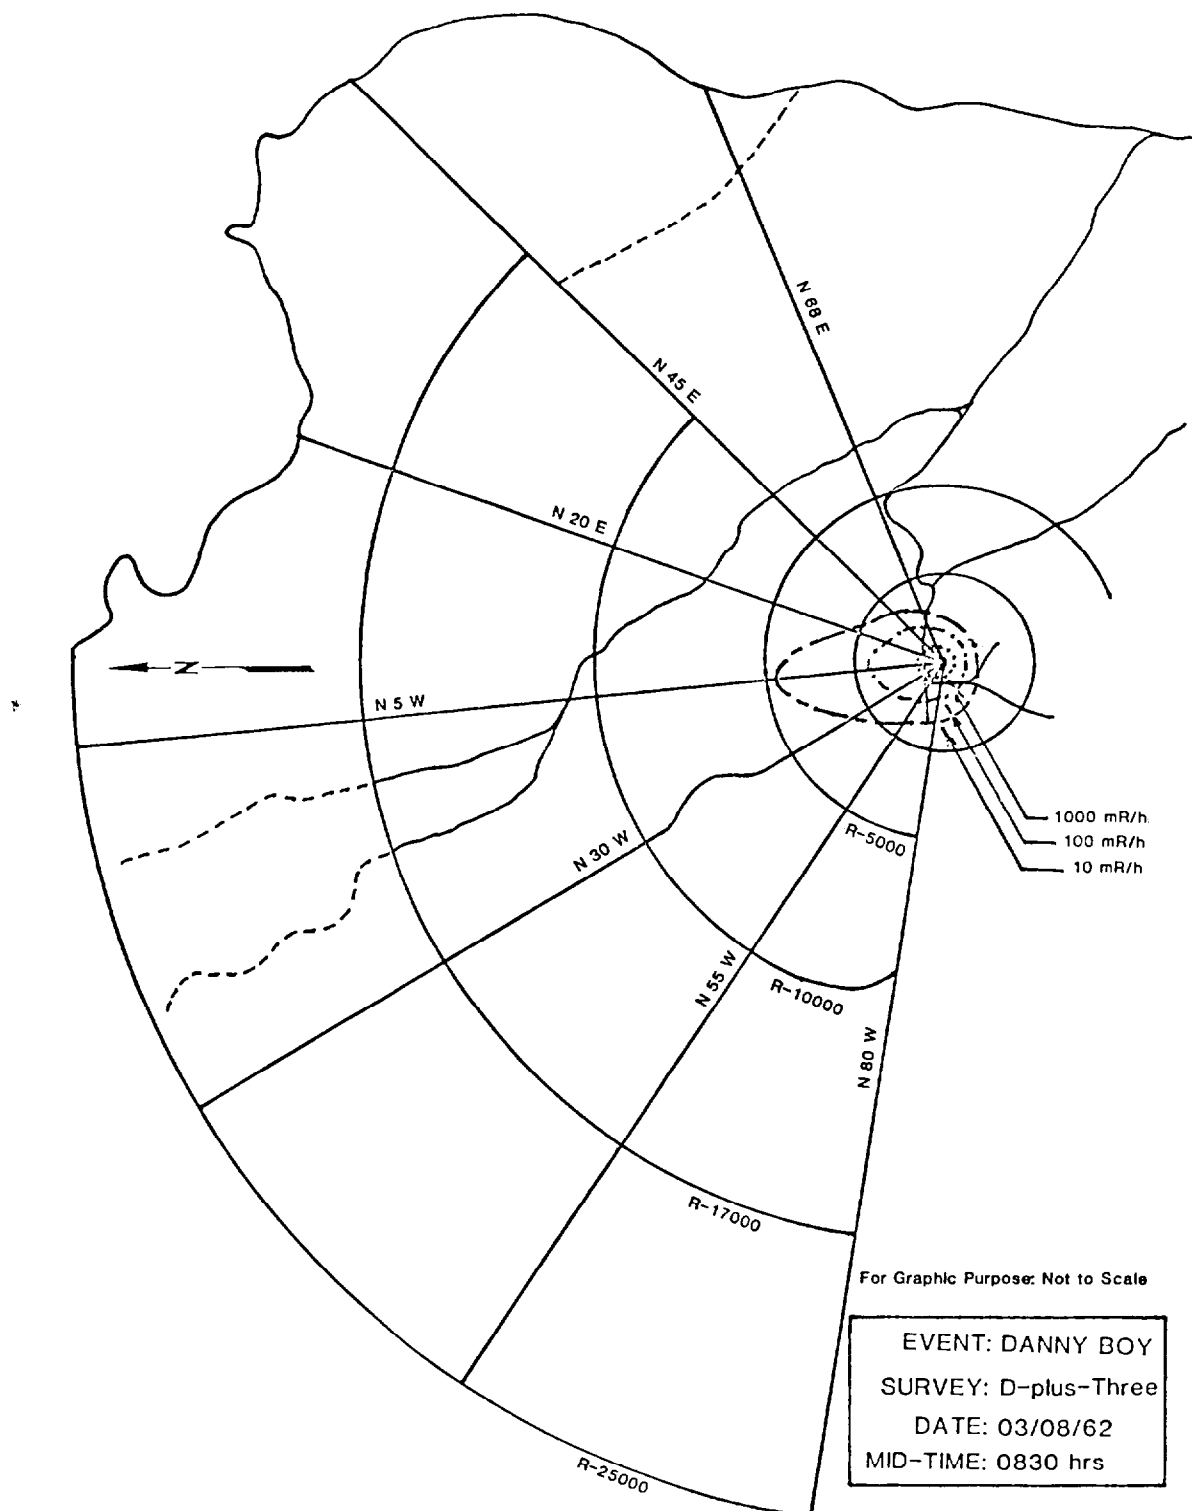 N 68 E
N 45 E
N 20 E
N
N 5 W
1000 mR/h
100 mR/h
10 mR/h
R-5000
N 30 W
N 55 W
R-10000
N 80 W
R-17000
For Graphic Purpose: Not to Scale
EVENT: DANNY BOY
SURVEY: D-plus-Three
DATE: 03/08/62
MID-TIME: 0830 hrs
R-25000